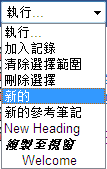 執行...
執行...
加入記錄
清除選擇範圍
刪除選擇
新的
新的參考筆記
New Heading
複製至視窗
Welcome